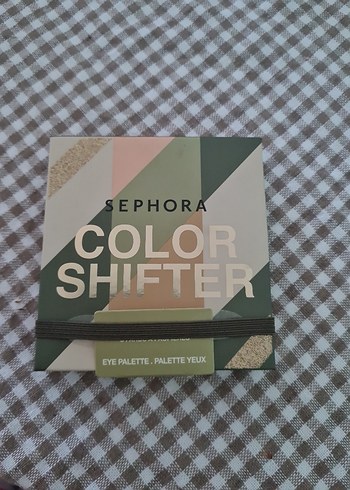 SEPHORA
COLOR
SHIFTER
EYE PALETTE . PALETTE YEUX